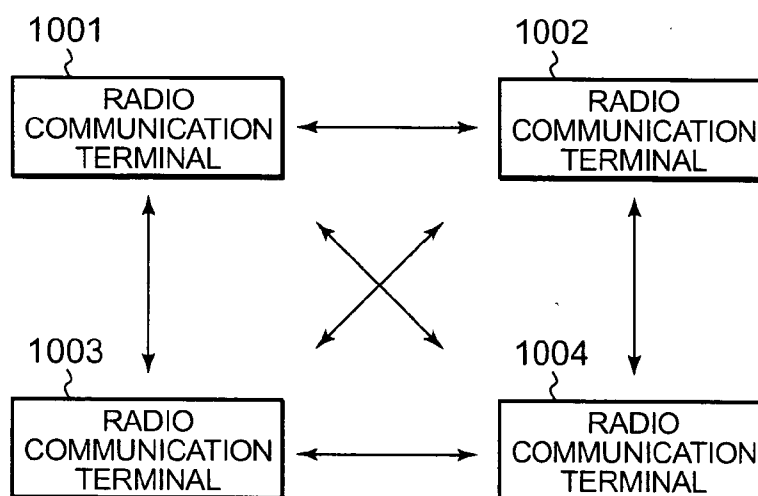 1001
RADIO
COMMUNICATION
TERMINAL
1002
RADIO
COMMUNICATION
TERMINAL
1003
RADIO
COMMUNICATION
TERMINAL
1004
RADIO
COMMUNICATION
TERMINAL